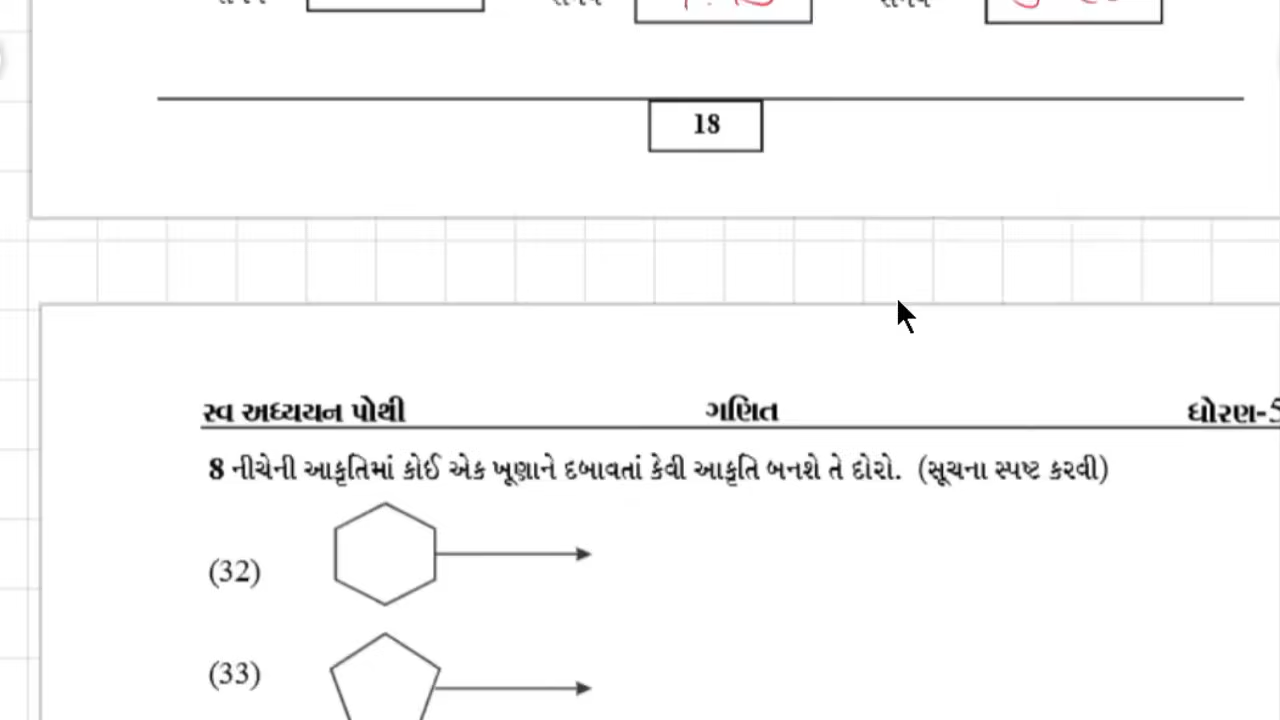 18
સ્વ અધ્યયન પોથી ગણિત ધોરણ-5
8 નીચેની આકૃતિમાં કોઈ એક ખૂણાને દબાવતાં કેવી આકૃતિ બનશે તે દોરો. (સૂચના સ્પષ્ટ કરવી)
(32)
(33)